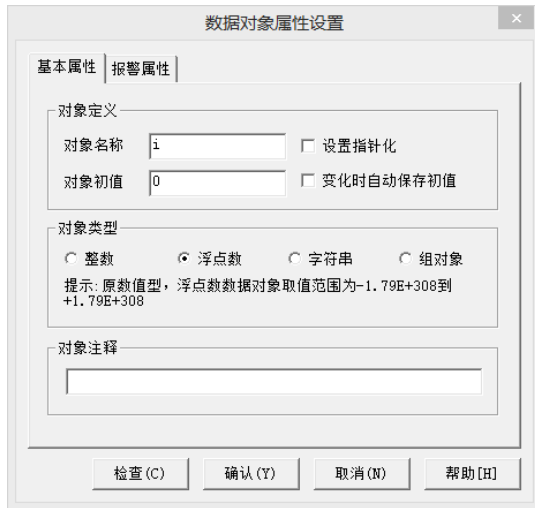 数据对象属性设置
基本属性 报警属性
对象定义
对象名称 i 设置指针化
对象初值 0 变化时自动保存初值
对象类型
整数 浮点数 字符串 组对象
提示:原数值型，浮点数数据对象取值范围为-1.79E+308到
+1.79E+308
对象注释
检查(C) 确认(Y) 取消(N) 帮助[H]